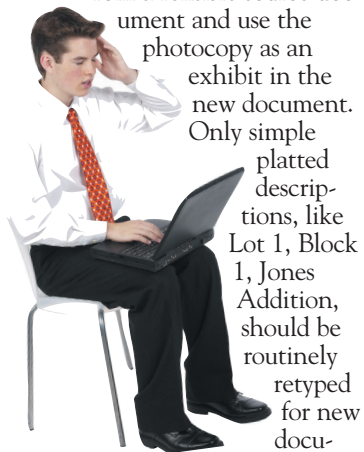 ument and use the
photocopy as an
exhibit in the
new document.
Only simple
platted
descrip-
tions, like
Lot 1, Block
1, Jones
Addition,
should be
routinely
retyped
for new
docu-